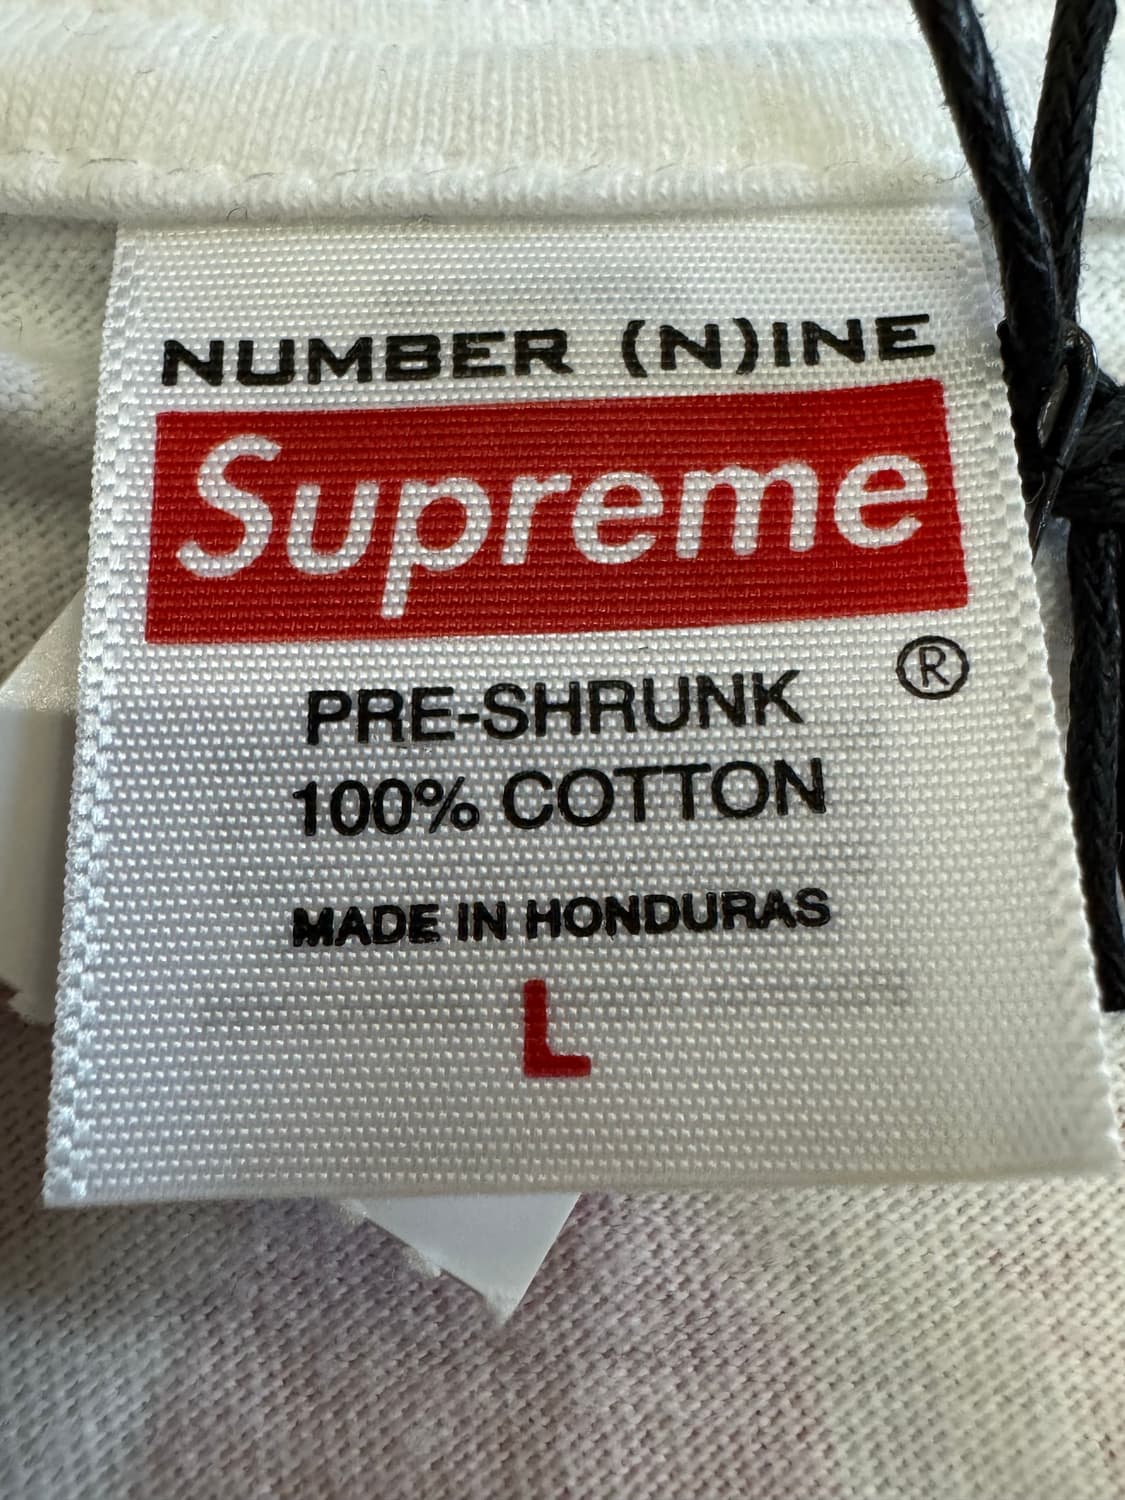 NUMBER (N)INE
Supreme
®
PRE-SHRUNK
100% COTTON
MADE IN HONDURAS
L